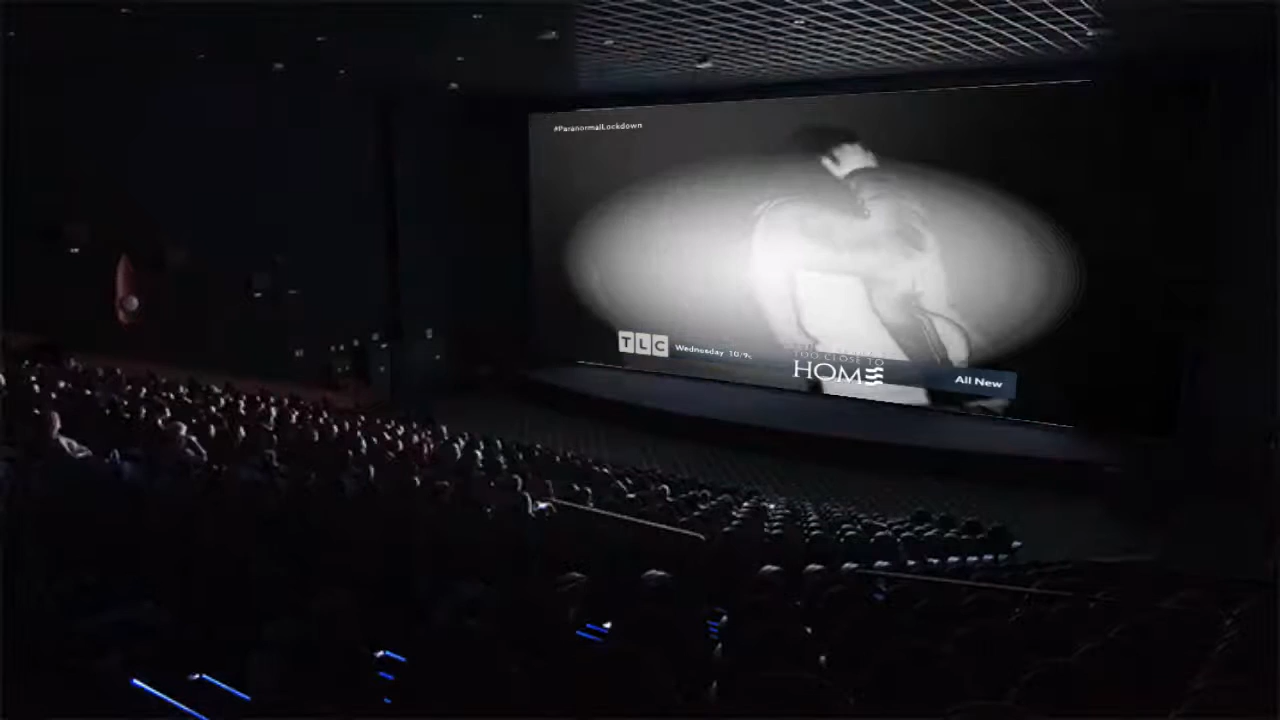 #ParanormalLockdown
TLC
Wednesday 10/9c
TOO CLOSE TO
HOME
All New